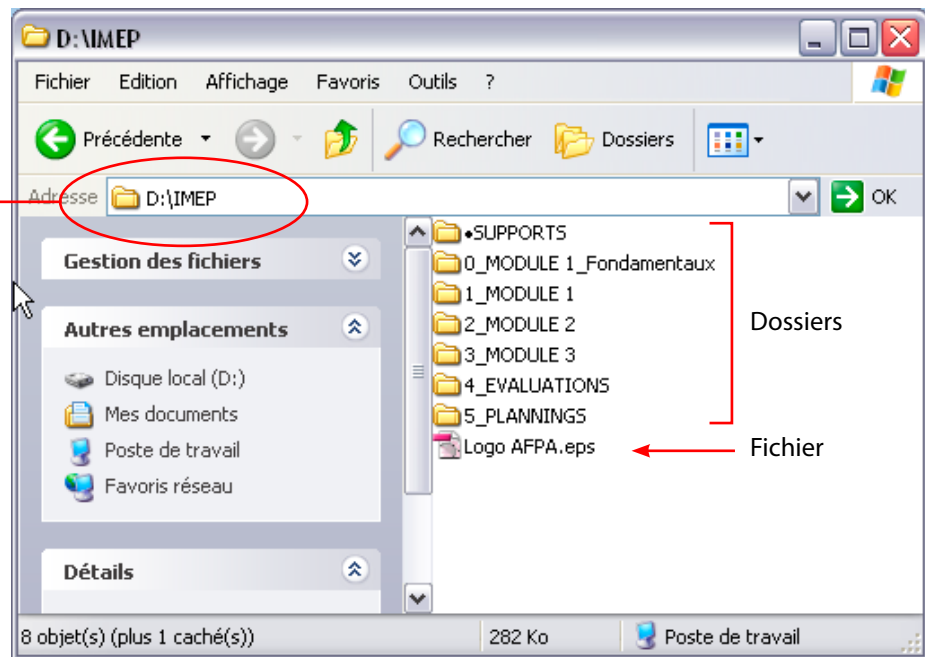 D:\IMEP
Fichier Edition Affichage Favoris Outils ?
Précédente Rechercher Dossiers
Adresse D:\IMEP OK
Gestion des fichiers
Autres emplacements
Disque local (D:)
Mes documents
Poste de travail
Favoris réseau
Détails
•SUPPORTS
0_MODULE 1_Fondamentaux
1_MODULE 1
2_MODULE 2
3_MODULE 3
4_EVALUATIONS
5_PLANNINGS
Logo AFPA.eps
Dossiers
Fichier
8 objet(s) (plus 1 caché(s)) 282 Ko Poste de travail